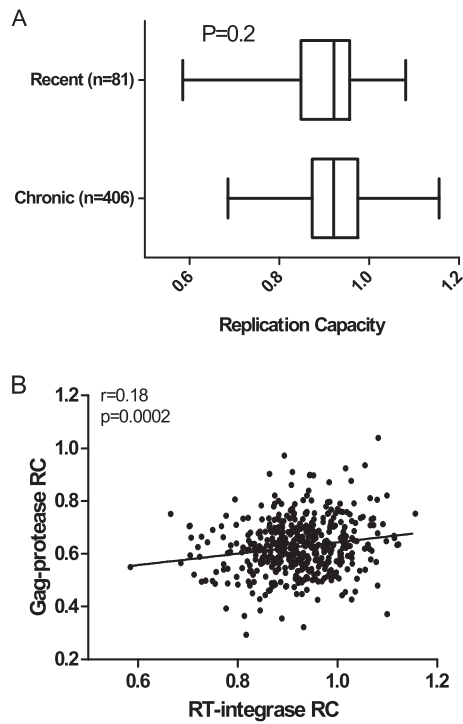 A
P=0.2
Recent (n=81)
Chronic (n=406)
0.6 0.8 1.0 1.2
Replication Capacity
B
r=0.18
p=0.0002
1.2
1.0
0.8
0.6
0.4
0.2
Gag-protease RC
0.6 0.8 1.0 1.2
RT-integrase RC